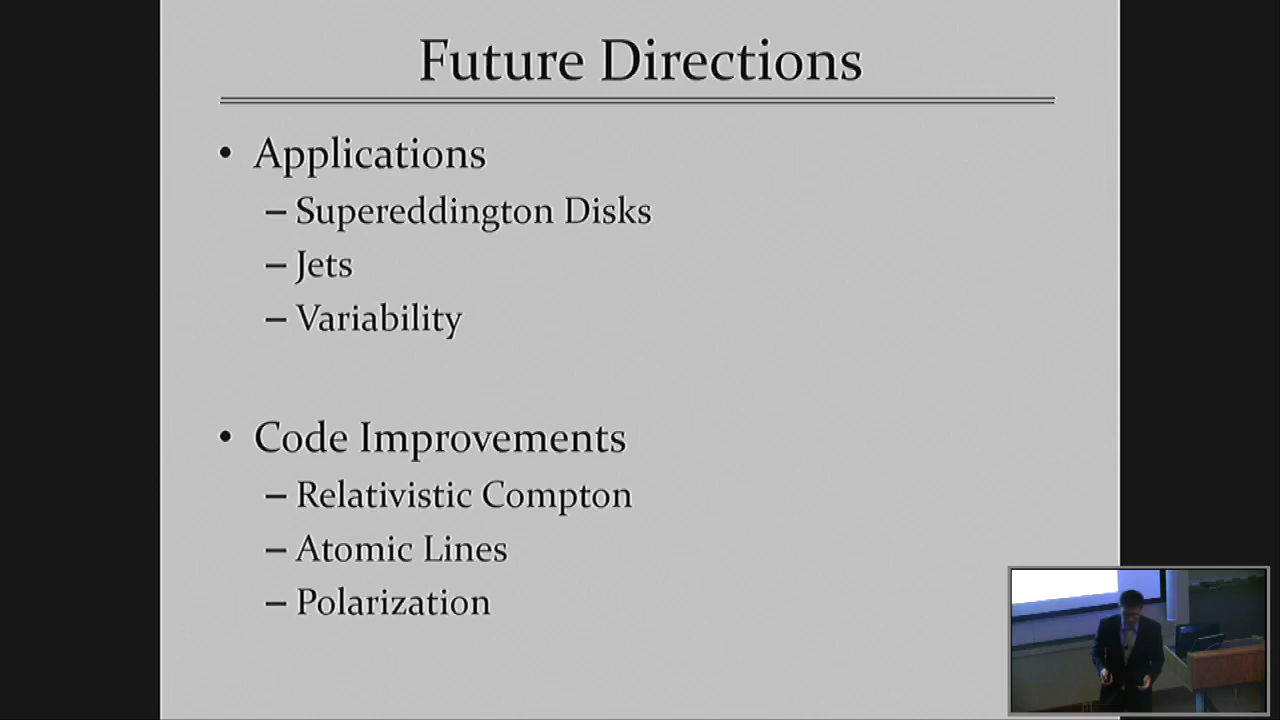 Future Directions
• Applications
– Supereddington Disks
– Jets
– Variability
• Code Improvements
– Relativistic Compton
– Atomic Lines
– Polarization